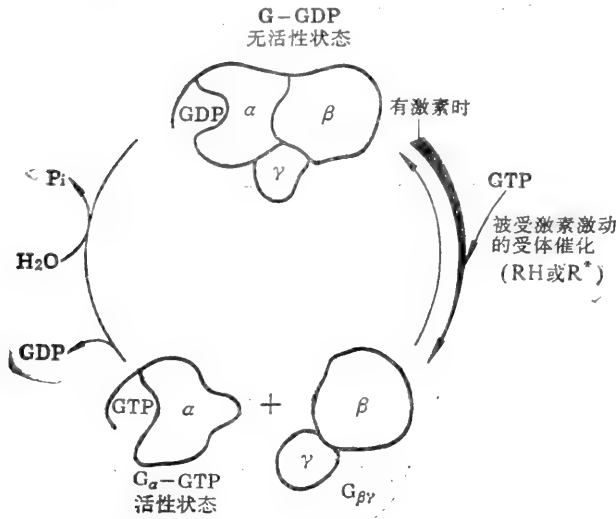 G-GDP
无活性状态
GDP
α
β
γ
有激素时
GTP
被受激素激动
的受体催化
(RH或R*)
Pi
H₂O
GDP
GTP
α
+
β
γ
Gα-GTP
活性状态
Gβγ